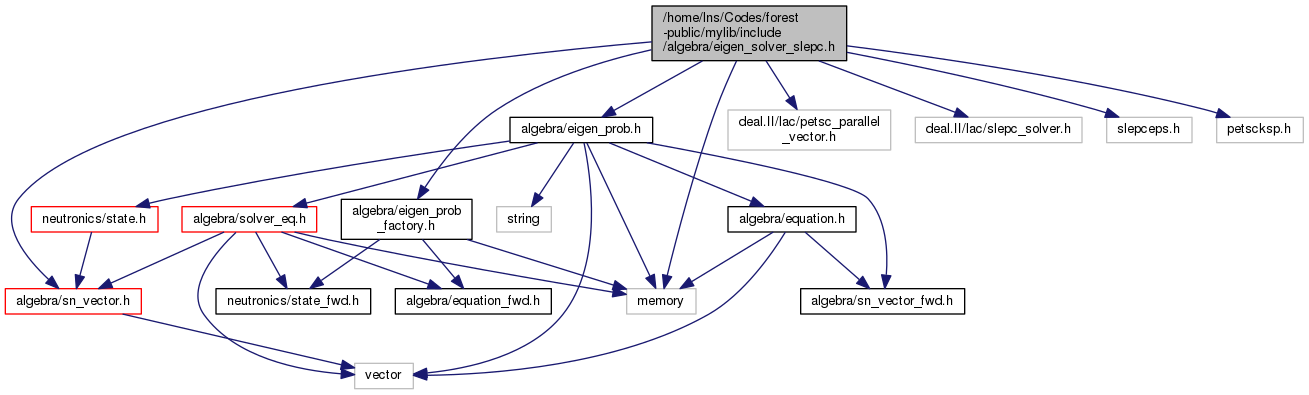 /home/lns/Codes/forest
-public/mylib/include
/algebra/eigen_solver_slepc.h
algebra/eigen_prob.h
deal.II/lac/petsc_parallel
_vector.h
deal.II/lac/slepc_solver.h
slepceps.h
petscksp.h
neutronics/state.h
algebra/solver_eq.h
algebra/eigen_prob
_factory.h
string
algebra/equation.h
algebra/sn_vector.h
neutronics/state_fwd.h
algebra/equation_fwd.h
memory
algebra/sn_vector_fwd.h
vector